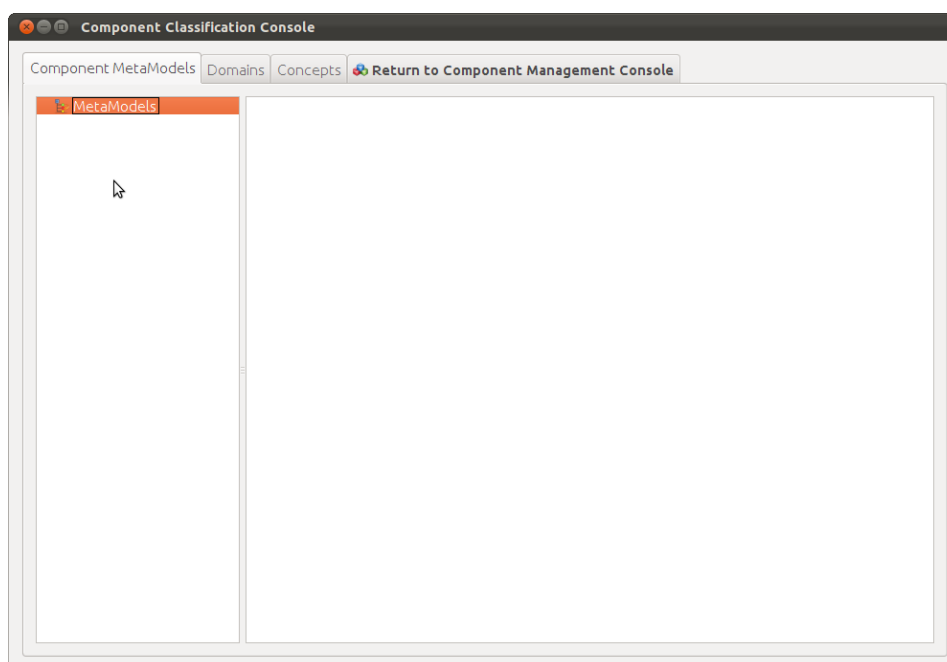 Component Classification Console
Component MetaModels Domains Concepts Return to Component Management Console
MetaModels